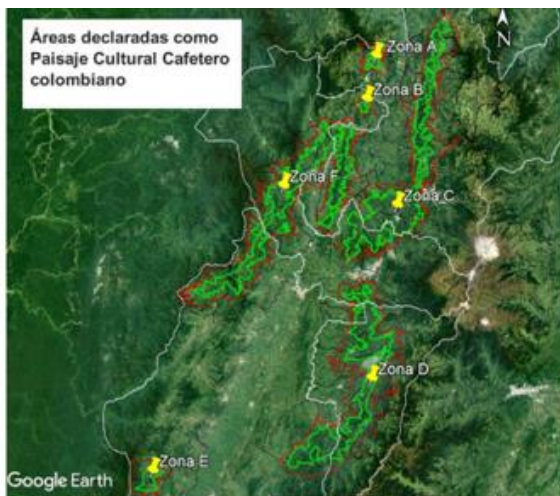 Áreas declaradas como
Paisaje Cultural Cafetero
colombiano
N
Zona A
Zona B
Zona F
Zona C
Zona D
Zona E
Google Earth